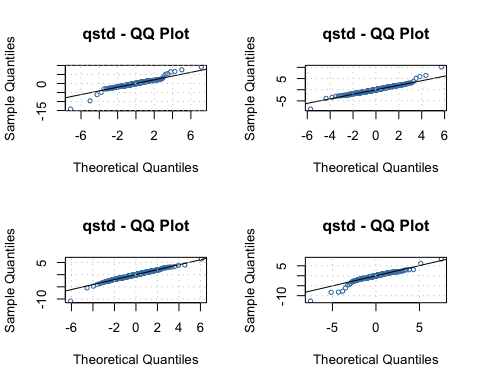 qstd - QQ Plot
Sample Quantiles
0
-15
-6 -2 2 6
Theoretical Quantiles
qstd - QQ Plot
Sample Quantiles
5
-5
-6 -4 -2 0 2 4 6
Theoretical Quantiles
qstd - QQ Plot
Sample Quantiles
5
-10
-6 -2 0 2 4 6
Theoretical Quantiles
qstd - QQ Plot
Sample Quantiles
5
-10
-5 0 5
Theoretical Quantiles